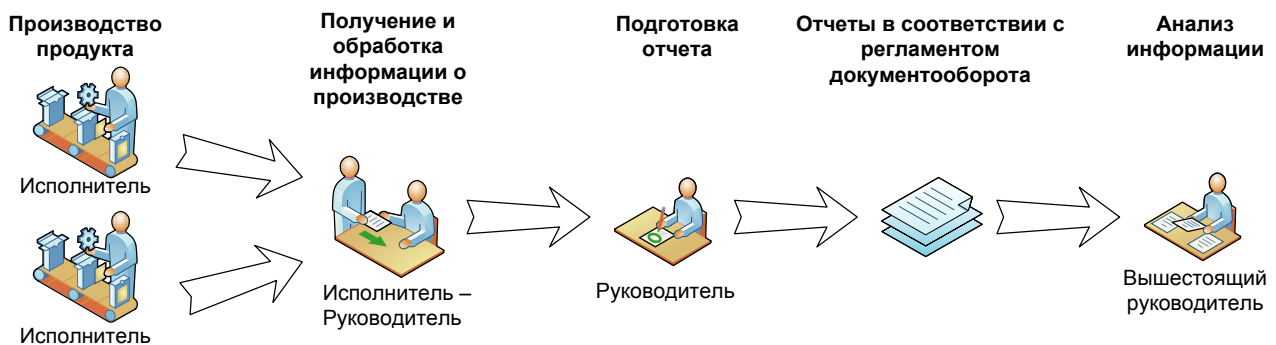 Производство
продукта
Получение и
обработка
информации о
производстве
Подготовка
отчета
Отчеты в соответствии с
регламентом
документооборота
Анализ
информации
Исполнитель
Исполнитель
Исполнитель –
Руководитель
Руководитель
Вышестоящий
руководитель